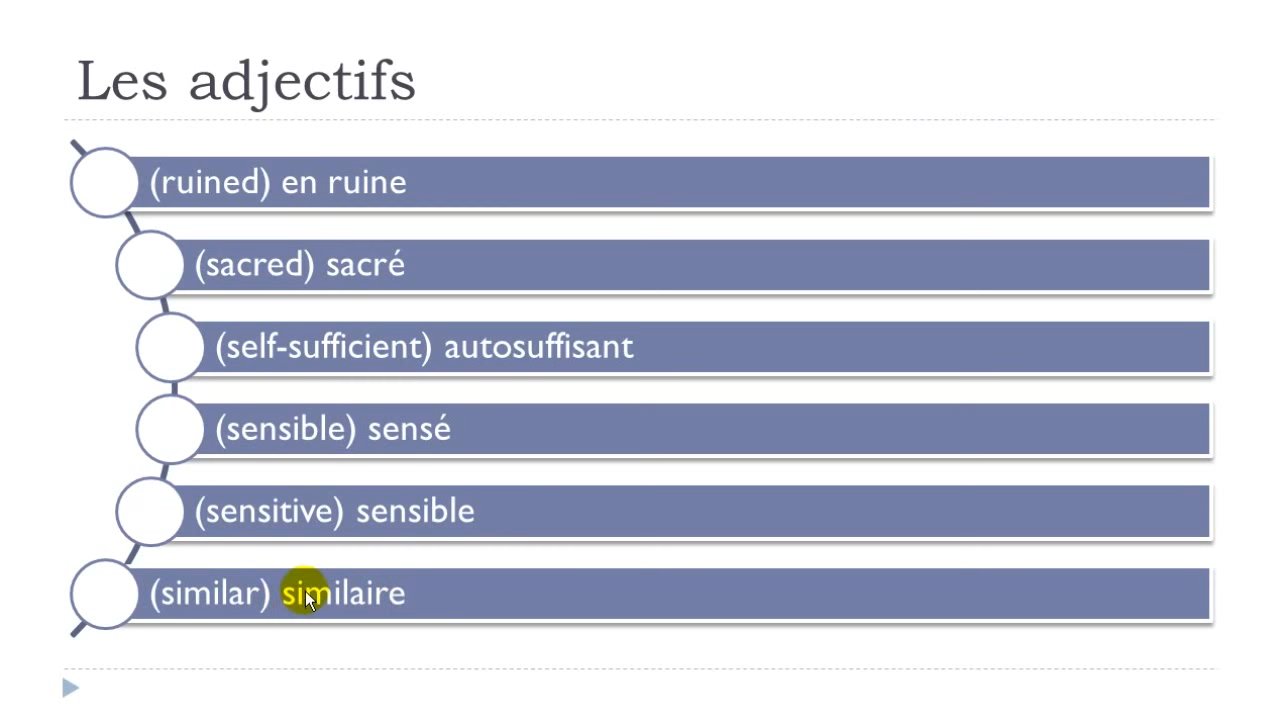 Les adjectifs
(ruined) en ruine
(sacred) sacré
(self-sufficient) autosuffisant
(sensible) sensé
(sensitive) sensible
(similar) similaire